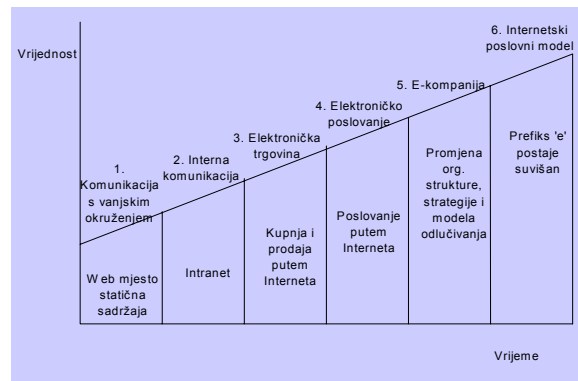 Vrijednost
1.
Komunikacija
s vanjskim
okruženjem
2. Interna
komunikacija
3. Elektronička
trgovina
4. Elektroničko
poslovanje
5. E-kompanija
6. Internetski
poslovni model
Web mjesto
statična
sadržaja
Intranet
Kupnja i
prodaja
putem
Interneta
Poslovanje
putem
Interneta
Promjena
org.
strukture,
strategije i
modela
odlučivanja
Prefiks 'e'
postaje
suvišan
Vrijeme